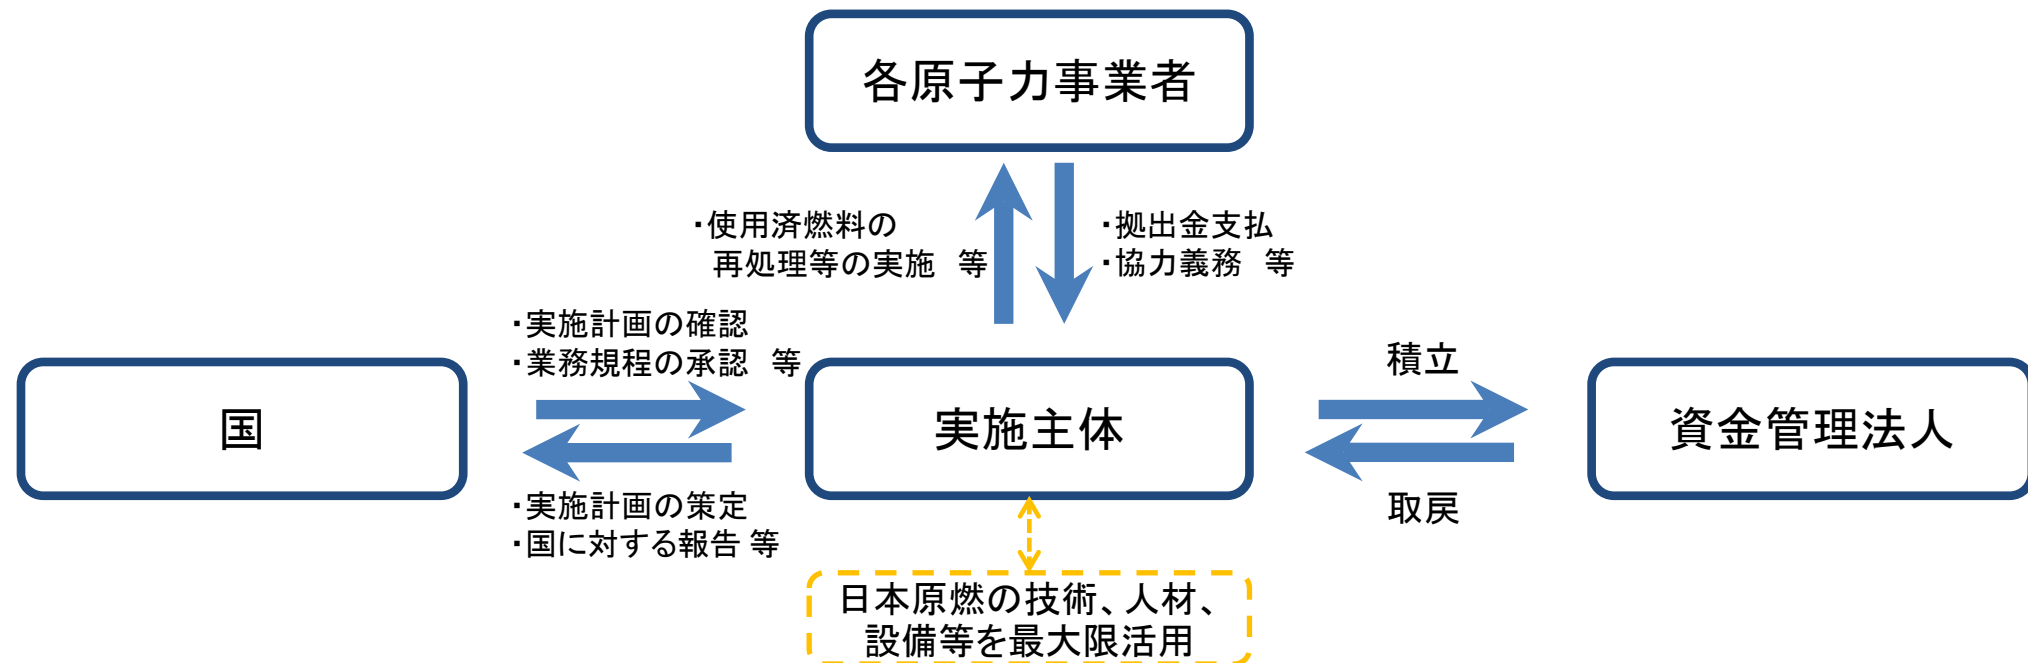 各原子力事業者
・使用済燃料の
再処理等の実施　等
・拠出金支払
・協力義務　等
・実施計画の確認
・業務規程の承認　等
国
・実施計画の策定
・国に対する報告 等
実施主体
積立
取戻
資金管理法人
日本原燃の技術、人材、
設備等を最大限活用